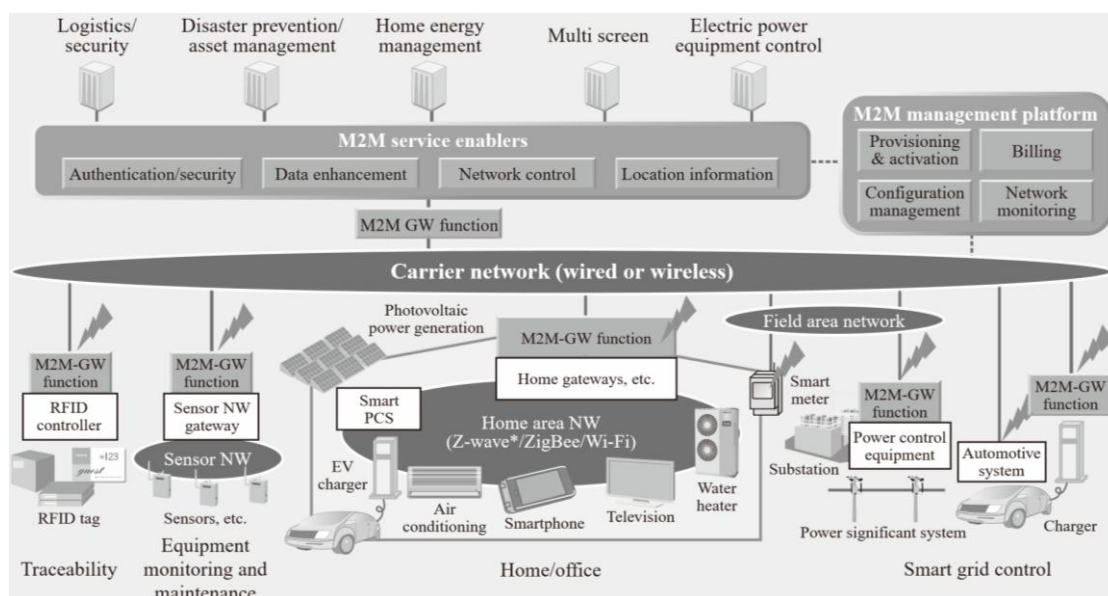 Logistics/
security
Disaster prevention/
asset management
Home energy
management
Multi screen
Electric power
equipment control
M2M service enablers
Authentication/security
Data enhancement
Network control
Location information
M2M management platform
Provisioning
& activation
Billing
Configuration
management
Network
monitoring
M2M GW function
Carrier network (wired or wireless)
Photovoltaic
power generation
Field area network
M2M-GW
function
RFID
controller
M2M-GW
function
Sensor NW
gateway
Sensor NW
M2M-GW function
Home gateways, etc.
Smart
PCS
Home area NW
(Z-wave*/ZigBee/Wi-Fi)
Smart
meter
M2M-GW
function
Power control
equipment
Substation
Automotive
system
M2M-GW
function
×123
guest
RFID tag
Sensors, etc.
EV
charger
Air
conditioning
Smartphone
Television
Water
heater
Power significant system
Charger
Traceability
Equipment
monitoring and
maintenance
Home/office
Smart grid control